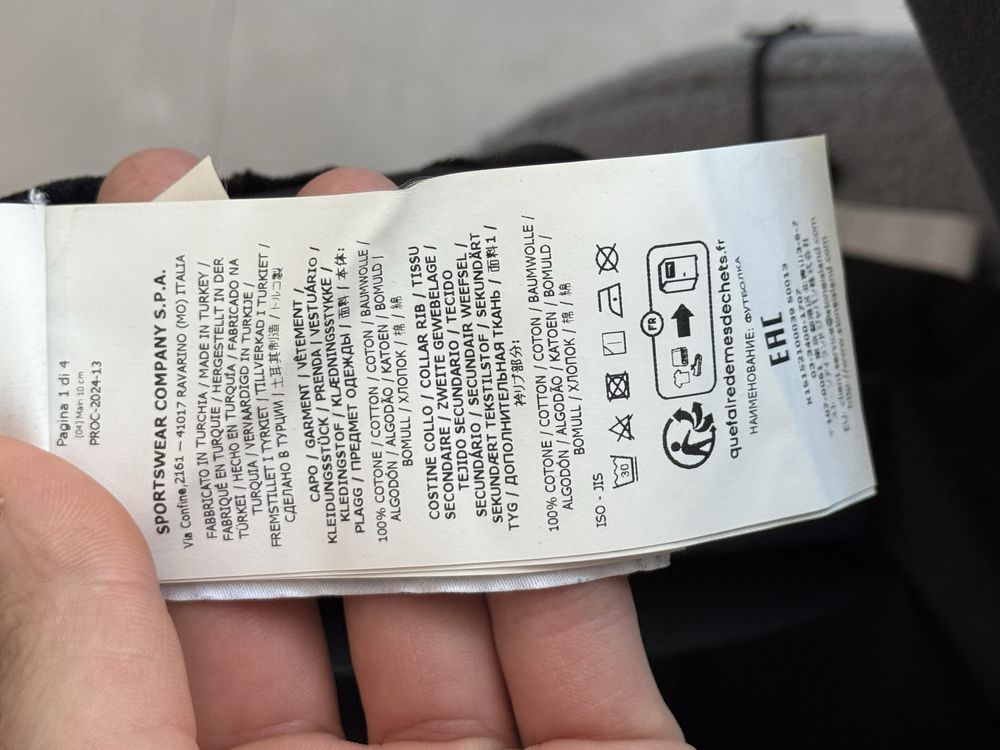 Pagina 1 di 4
[04] Main 10 cm
PROC-2024-13
SPORTSWEAR COMPANY S.P.A.
Via Confine,2161 – 41017 RAVARINO (MO) ITALIA
FABBRICATO IN TURCHIA / MADE IN TURKEY /
FABRIQUÉ EN TURQUIE / HERGESTELLT IN DER
TÜRKEI / HECHO EN TURQUÍA / FABRICADO NA
TURQUIA / VERVAARDIGD IN TURKIJE /
FREMSTILLET I TYRKIET | TILLVERKAD I TURKIET /
СДЕЛАНО В ТУРЦИИ | 土耳其制造 / トルコ製
CAPO / GARMENT / VÊTEMENT /
KLEIDUNGSSTÜCK / PRENDA | VESTUÁRIO /
KLEDINGSTOF / KLÆDNINGSSTYKKE /
PLAGG / ПРЕДМЕТ ОДЕЖДЫ | 面料 | 本体:
100% COTONE / COTTON / COTON / BAUMWOLLE /
ALGODÓN / ALGODÃO / KATOEN / BOMULD |
BOMULL / ХЛОПОК / 棉 / 綿
COSTINE COLLO / COLLAR RIB / TISSU
SECONDAIRE / ZWEITE GEWEBELAGE /
TEJIDO SECUNDARIO / TECIDO
SECUNDÁRIO / SECUNDAIR WEEFSEL /
SEKUNDÆRT TEKSTILSTOF / SEKUNDÄRT
TYG / ДОПОЛНИТЕЛЬНАЯ ТКАНЬ / 面料1 /
衿リブ部分:
100% COTONE / COTTON / COTON / BAUMWOLLE /
ALGODÓN / ALGODÃO / KATOEN / BOMULD /
BOMULL / ХЛОПОК / 棉 / 綿
ISO - JIS
30
FR
quefairedemesdechets.fr
НАИМЕНОВАНИЕ: ФУТБОЛКА
EAC
K1S152100039 S0013